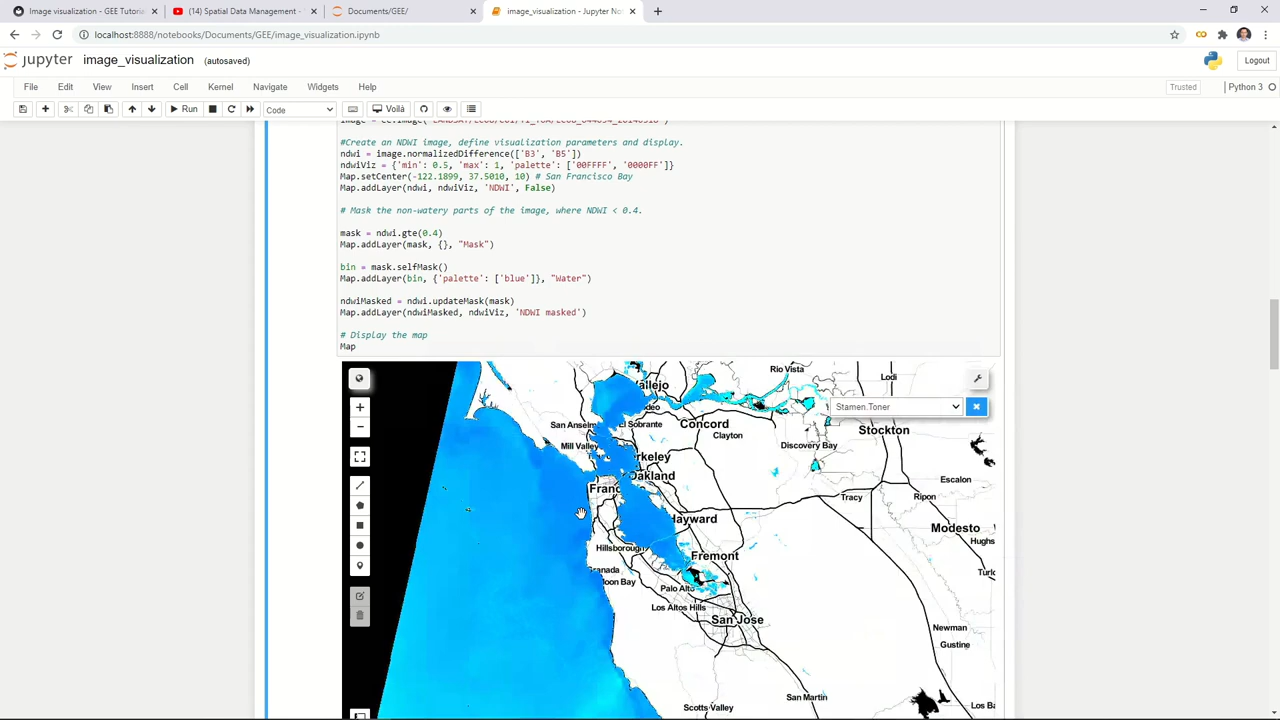 Image visualization - GEE Tutoria
(14) Spatial Data Management -
Documents/GEE/
image_visualization - Jupyter No
localhost:8888/notebooks/Documents/GEE/image_visualization.ipynb
jupyter image_visualization (autosaved)
Logout
File Edit View Insert Cell Kernel Navigate Widgets Help
Trusted
Python 3
Run
Code
Voilà
#Create an NDWI image, define visualization parameters and display.
ndwi = image.normalizedDifference(['B3', 'B5'])
ndwiViz = {'min': 0.5, 'max': 1, 'palette': ['00FFFF', '0000FF']}
Map.setCenter(-122.1899, 37.5010, 10) # San Francisco Bay
Map.addLayer(ndwi, ndwiViz, 'NDWI', False)
# Mask the non-watery parts of the image, where NDWI < 0.4.
mask = ndwi.gte(0.4)
Map.addLayer(mask, {}, "Mask")
bin = mask.selfMask()
Map.addLayer(bin, {'palette': ['blue']}, "Water")
ndwiMasked = ndwi.updateMask(mask)
Map.addLayer(ndwiMasked, ndwiViz, 'NDWI masked')
# Display the map
Map
Rio Vista
Lodi
Vallejo
Stamen.Toner
San Anselm
El Sobrante
Concord
Clayton
Stockton
Mill Valley
Discovery Bay
rkeley
Oakland
Escalon
Franc
Tracy
Ripon
Hayward
Modesto
Hughs
Hillsborough
Fremont
Granada
Moon Bay
Palo Alto
Turlo
Los Altos Hills
San Jose
Newman
Gustine
San Martin
Los Ba
Scotts Valley